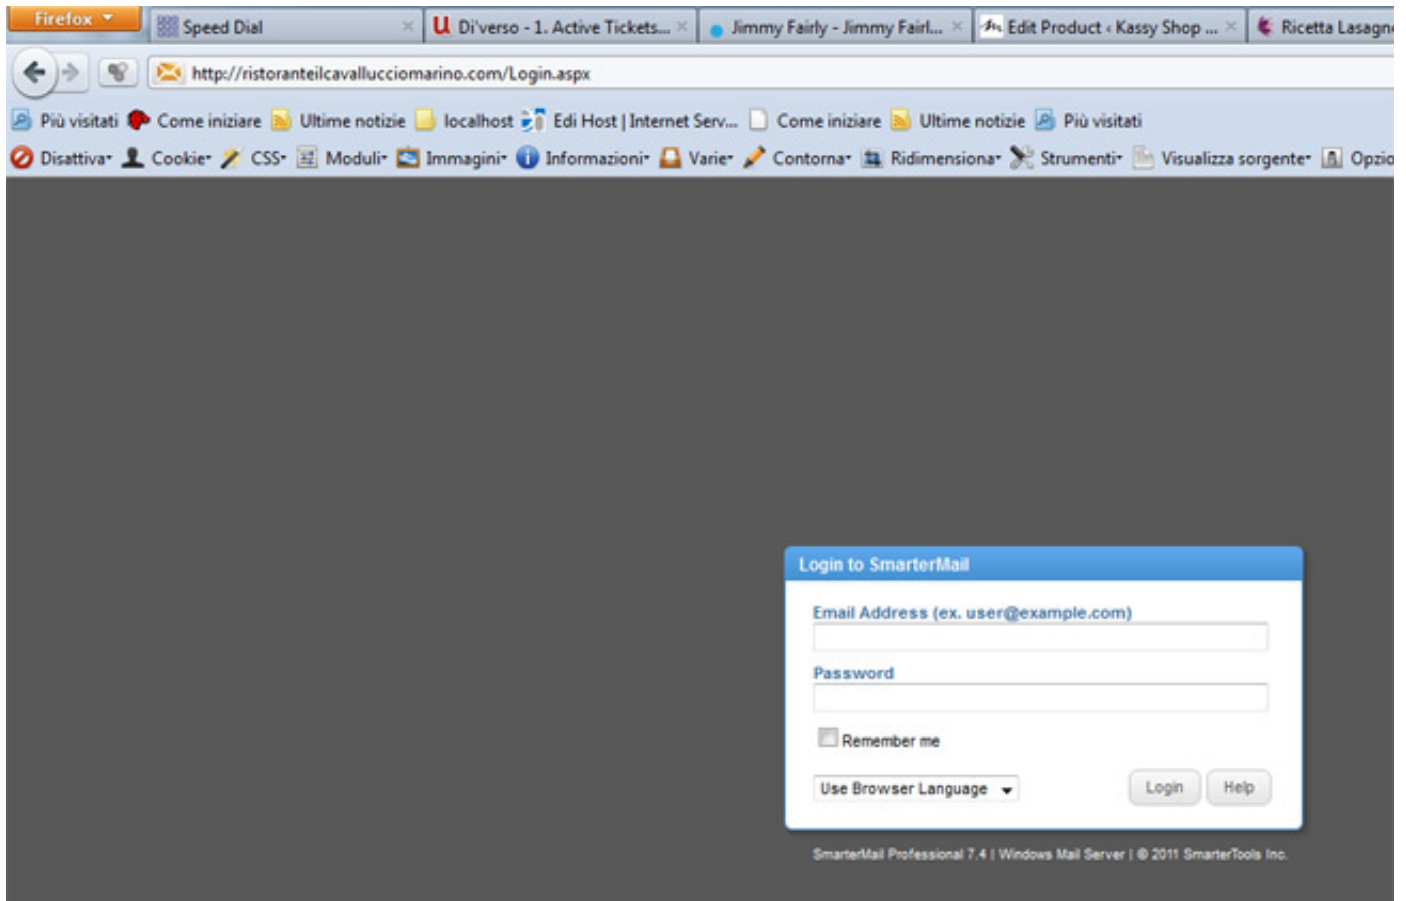 Firefox
Speed Dial
Di'verso - 1. Active Tickets...
Jimmy Fairly - Jimmy Fairl...
Edit Product ‹ Kassy Shop ...
Ricetta Lasagn
http://ristoranteilcavallucciomarino.com/Login.aspx
Più visitati Come iniziare Ultime notizie localhost Edi Host | Internet Serv... Come iniziare Ultime notizie Più visitati
Disattiva Cookie CSS Moduli Immagini Informazioni Varie Contorna Ridimensiona Strumenti Visualizza sorgente Opzio
Login to SmarterMail
Email Address (ex. user@example.com)
Password
Remember me
Use Browser Language
Login
Help
SmarterMail Professional 7.4 | Windows Mail Server | © 2011 SmarterTools Inc.